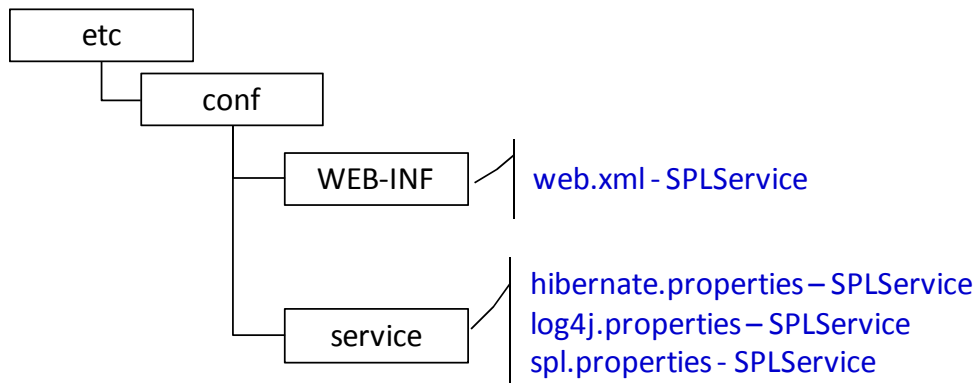 etc
conf
WEB-INF
web.xml - SPLService
hibernate.properties – SPLService
log4j.properties – SPLService
service
spl.properties - SPLService